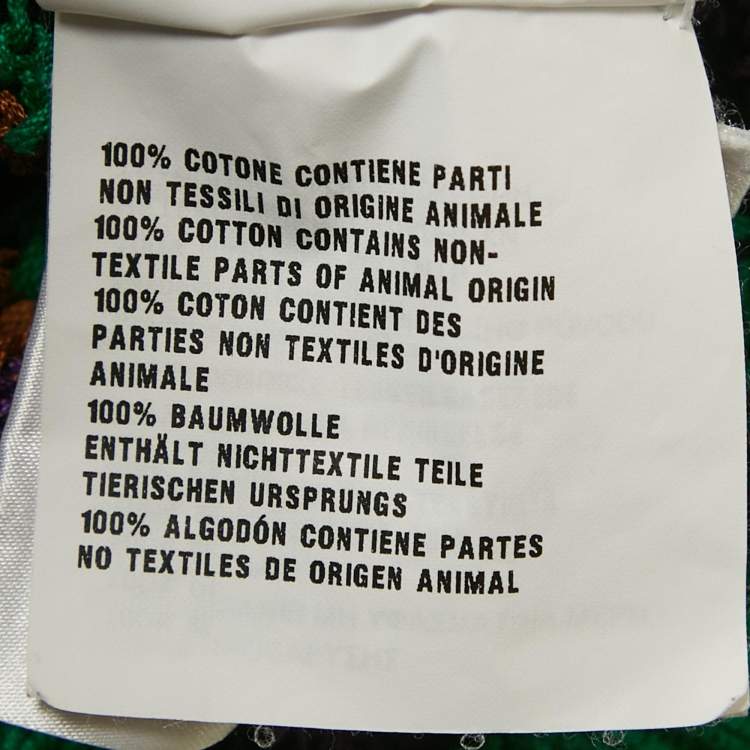 100% COTONE CONTIENE PARTI
NON TESSILI DI ORIGINE ANIMALE
100% COTTON CONTAINS NON-
TEXTILE PARTS OF ANIMAL ORIGIN
100% COTON CONTIENT DES
PARTIES NON TEXTILES D'ORIGINE
ANIMALE
100% BAUMWOLLE
ENTHÄLT NICHTTEXTILE TEILE
TIERISCHEN URSPRUNGS
100% ALGODÓN CONTIENE PARTES
NO TEXTILES DE ORIGEN ANIMAL